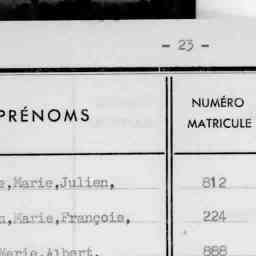 - 23 -
PRÉNOMS
NUMÉRO
MATRICULE
,Marie,Julien, 812
,Marie,François, 224
Marie,Albert. 888